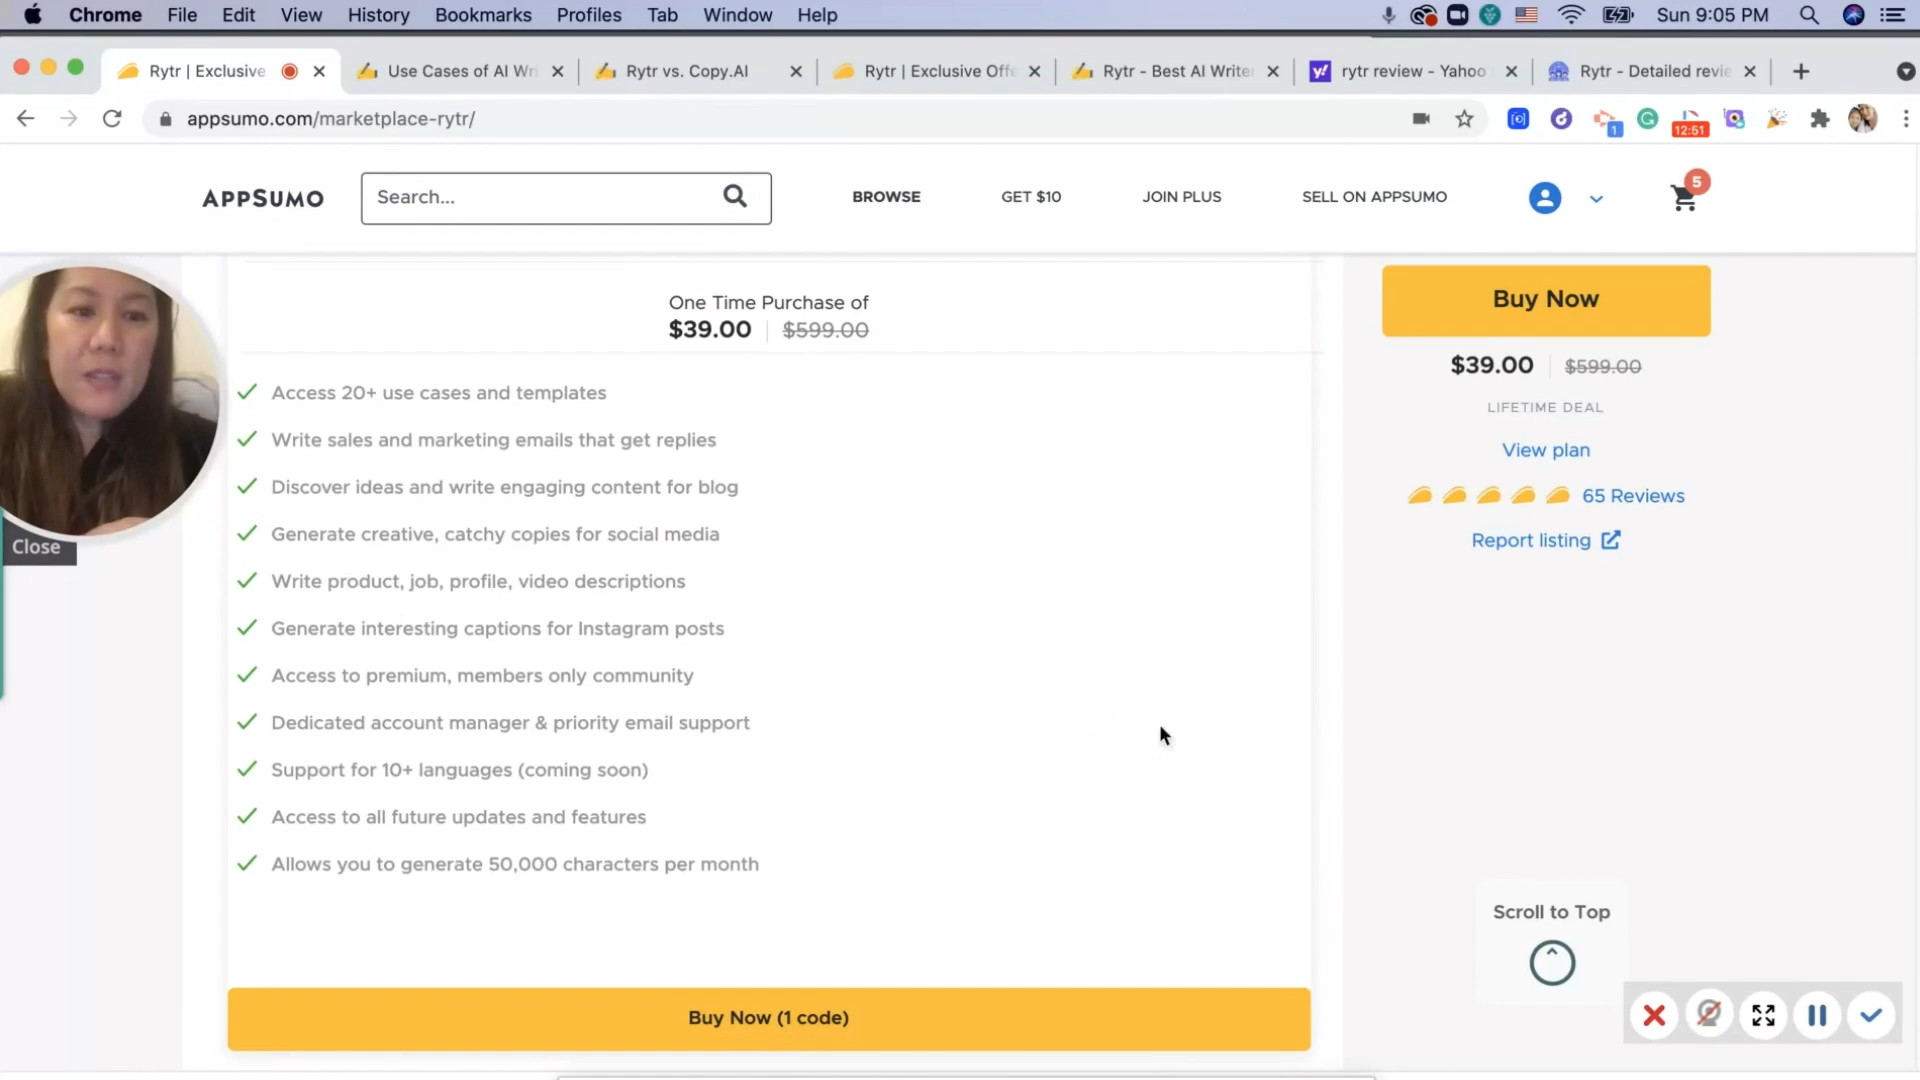 Chrome File Edit View History Bookmarks Profiles Tab Window Help Sun 9:05 PM
Rytr | Exclusive Use Cases of AI Wri Rytr vs. Copy.AI Rytr | Exclusive Offe Rytr - Best AI Writer rytr review - Yahoo Rytr - Detailed revie
appsumo.com/marketplace-rytr/ 1 12:51
APPSUMO Search... BROWSE GET $10 JOIN PLUS SELL ON APPSUMO 5
One Time Purchase of
$39.00 $599.00
Access 20+ use cases and templates
Write sales and marketing emails that get replies
Discover ideas and write engaging content for blog
Generate creative, catchy copies for social media
Write product, job, profile, video descriptions
Generate interesting captions for Instagram posts
Access to premium, members only community
Dedicated account manager & priority email support
Support for 10+ languages (coming soon)
Access to all future updates and features
Allows you to generate 50,000 characters per month
Buy Now (1 code)
Buy Now
$39.00 $599.00
LIFETIME DEAL
View plan
65 Reviews
Report listing
Close
Scroll to Top